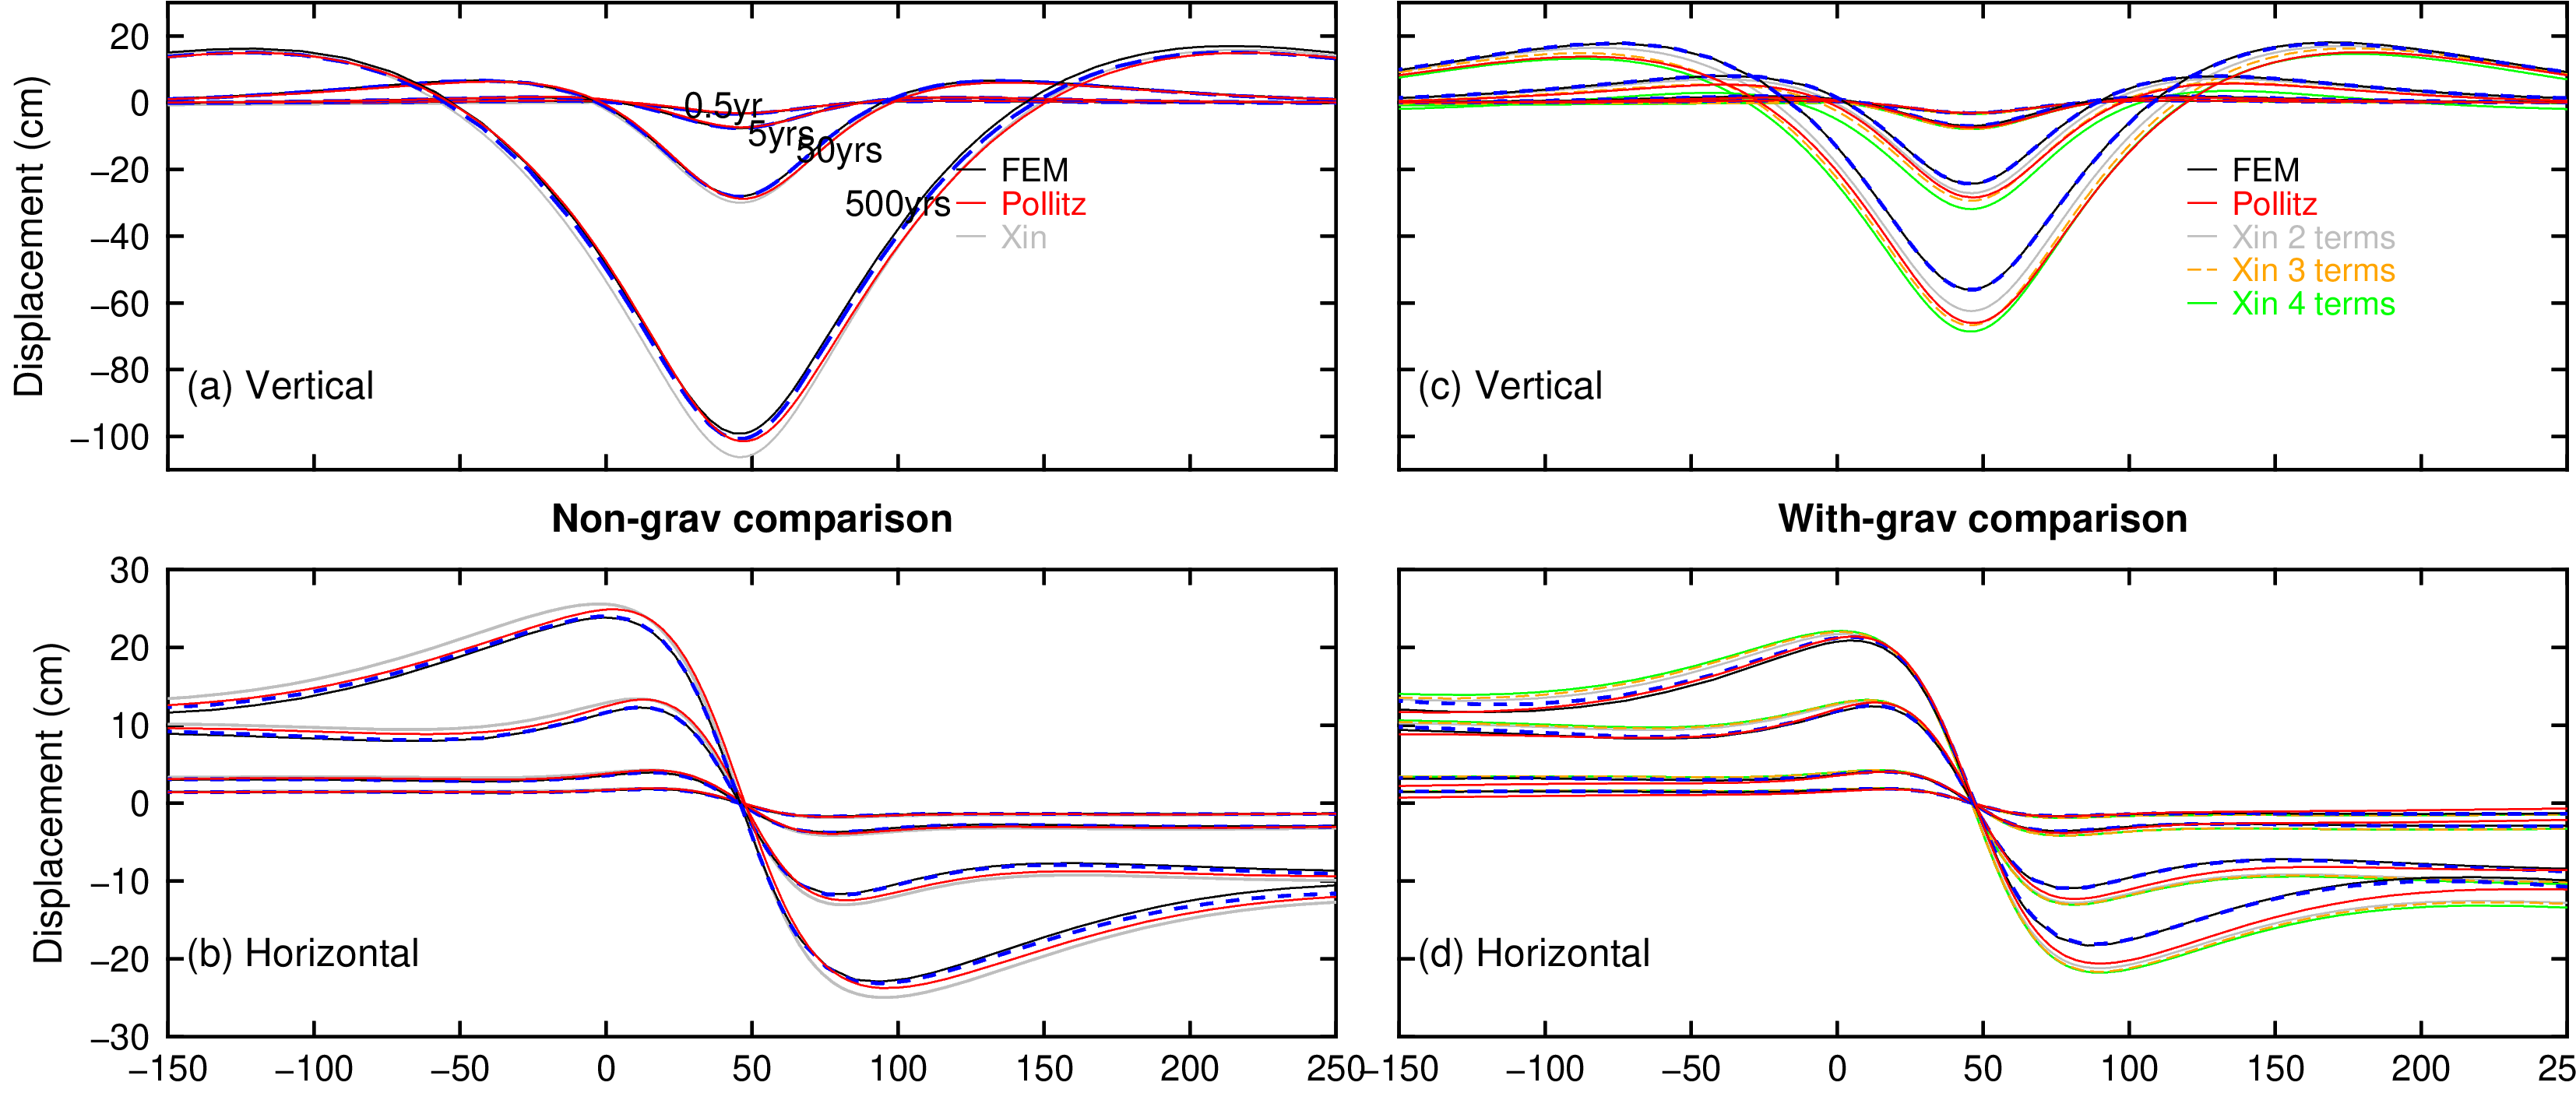 20
0
−20
−40
−60
−80
−100
Displacement (cm)
0.5yr
5yrs
50yrs
500yrs
FEM
Pollitz
Xin
(a) Vertical
FEM
Pollitz
Xin 2 terms
Xin 3 terms
Xin 4 terms
(c) Vertical
Non-grav comparison
With-grav comparison
30
20
10
0
−10
−20
−30
Displacement (cm)
(b) Horizontal
−150 −100 −50 0 50 100 150 200 250
(d) Horizontal
−150 −100 −50 0 50 100 150 200 25